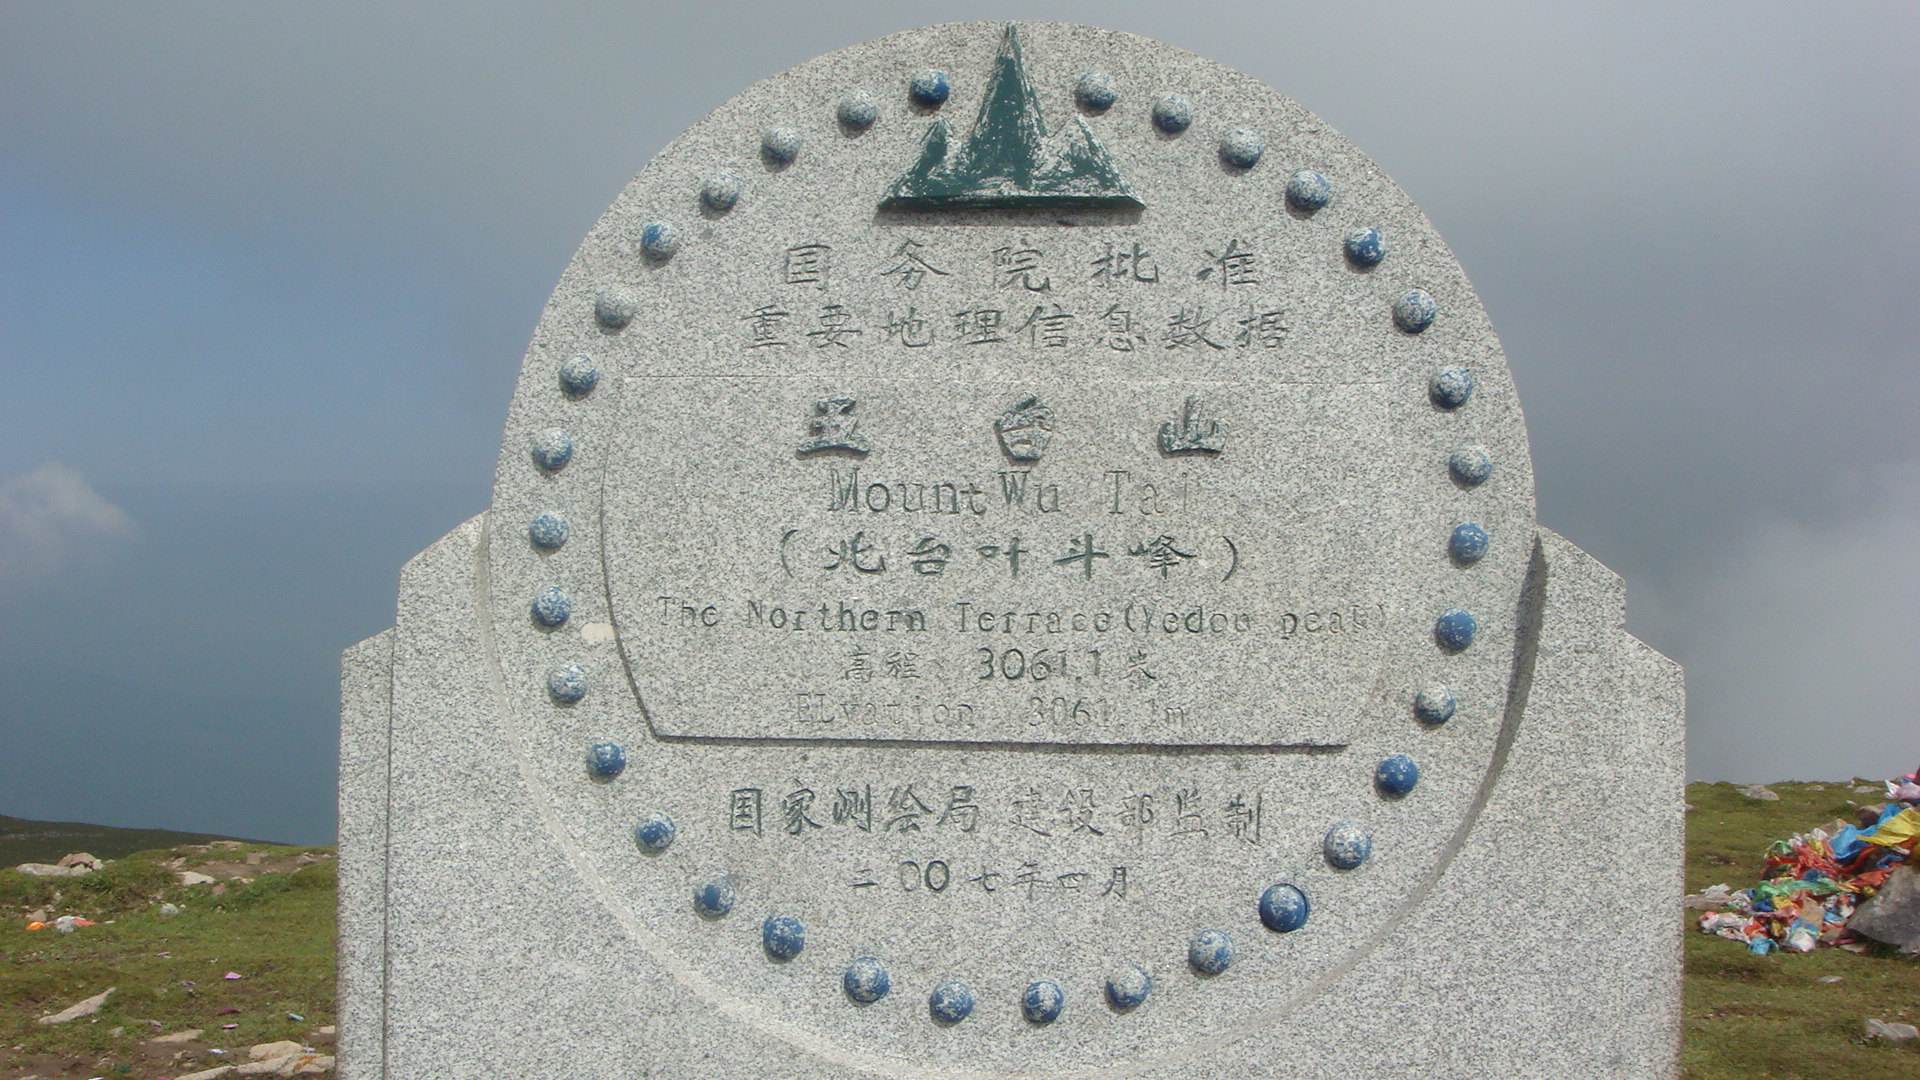 国务院批准
重要地理信息数据
五台山
Mount Wu Tai
(北台叶斗峰)
The Northern Terrace(Yedou peak)
高程: 3061.1米
ELvation 3061.1m
国家测绘局 建设部监制
二00七年四月